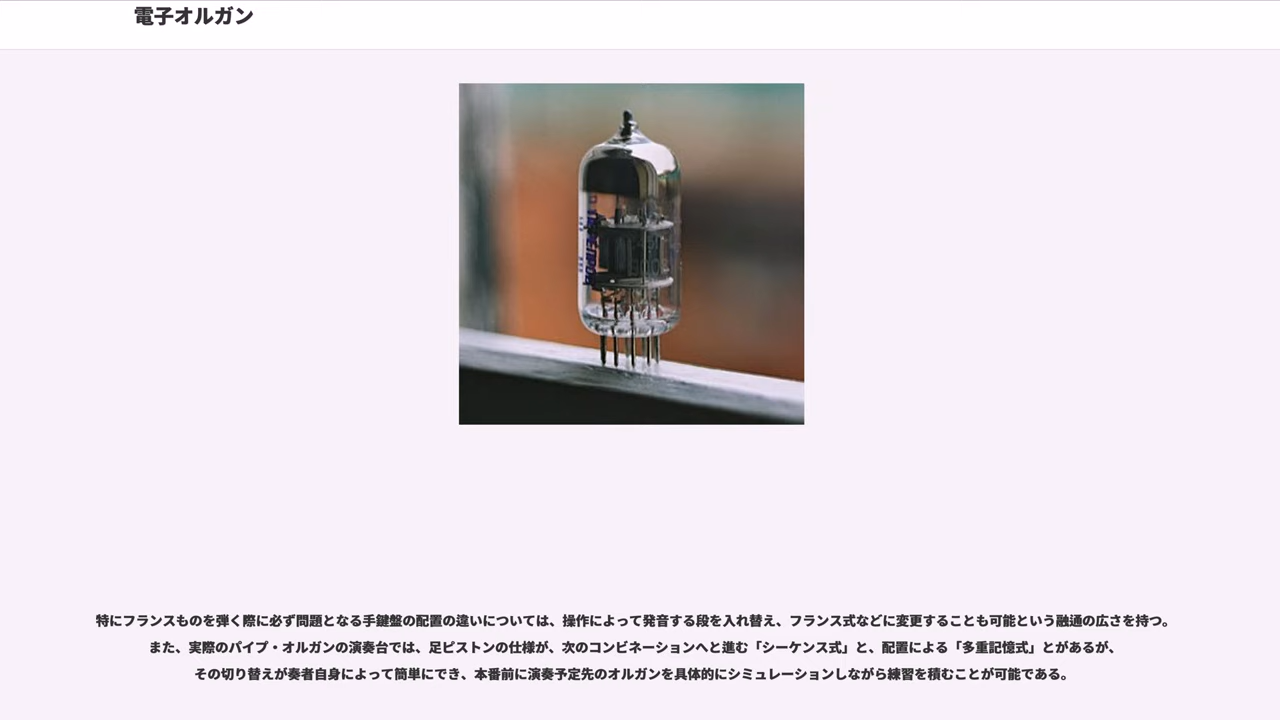 電子オルガン
特にフランスものを弾く際に必ず問題となる手鍵盤の配置の違いについては、操作によって発音する段を入れ替え、フランス式などに変更することも可能という融通の広さを持つ。
また、実際のパイプ・オルガンの演奏台では、足ピストンの仕様が、次のコンビネーションへと進む「シーケンス式」と、配置による「多重記憶式」とがあるが、
その切り替えが奏者自身によって簡単にでき、本番前に演奏予定先のオルガンを具体的にシミュレーションしながら練習を積むことが可能である。